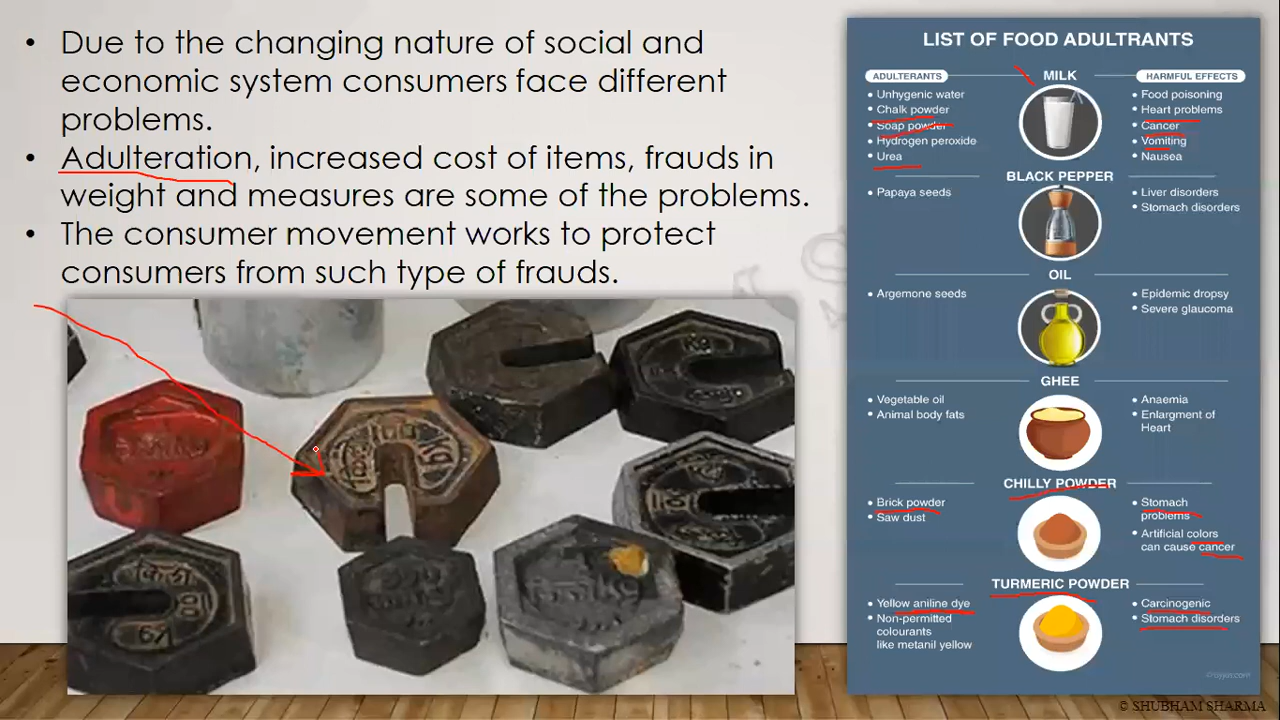 • Due to the changing nature of social and
economic system consumers face different
problems.
• Adulteration, increased cost of items, frauds in
weight and measures are some of the problems.
• The consumer movement works to protect
consumers from such type of frauds.
LIST OF FOOD ADULTRANTS
ADULTERANTS
MILK
HARMFUL EFFECTS
• Unhygenic water
• Chalk powder
• Soap powder
• Hydrogen peroxide
• Urea
• Food poisoning
• Heart problems
• Cancer
• Vomiting
• Nausea
BLACK PEPPER
• Papaya seeds
• Liver disorders
• Stomach disorders
OIL
• Argemone seeds
• Epidemic dropsy
• Severe glaucoma
GHEE
• Vegetable oil
• Animal body fats
• Anaemia
• Enlargment of
Heart
CHILLY POWDER
• Brick powder
• Saw dust
• Stomach
problems
• Artificial colors
can cause cancer
TURMERIC POWDER
• Yellow aniline dye
• Non-permitted
colourants
like metanil yellow
• Carcinogenic
• Stomach disorders
kg
Kg
किलो
kg
© SHUBHAM SHARMA